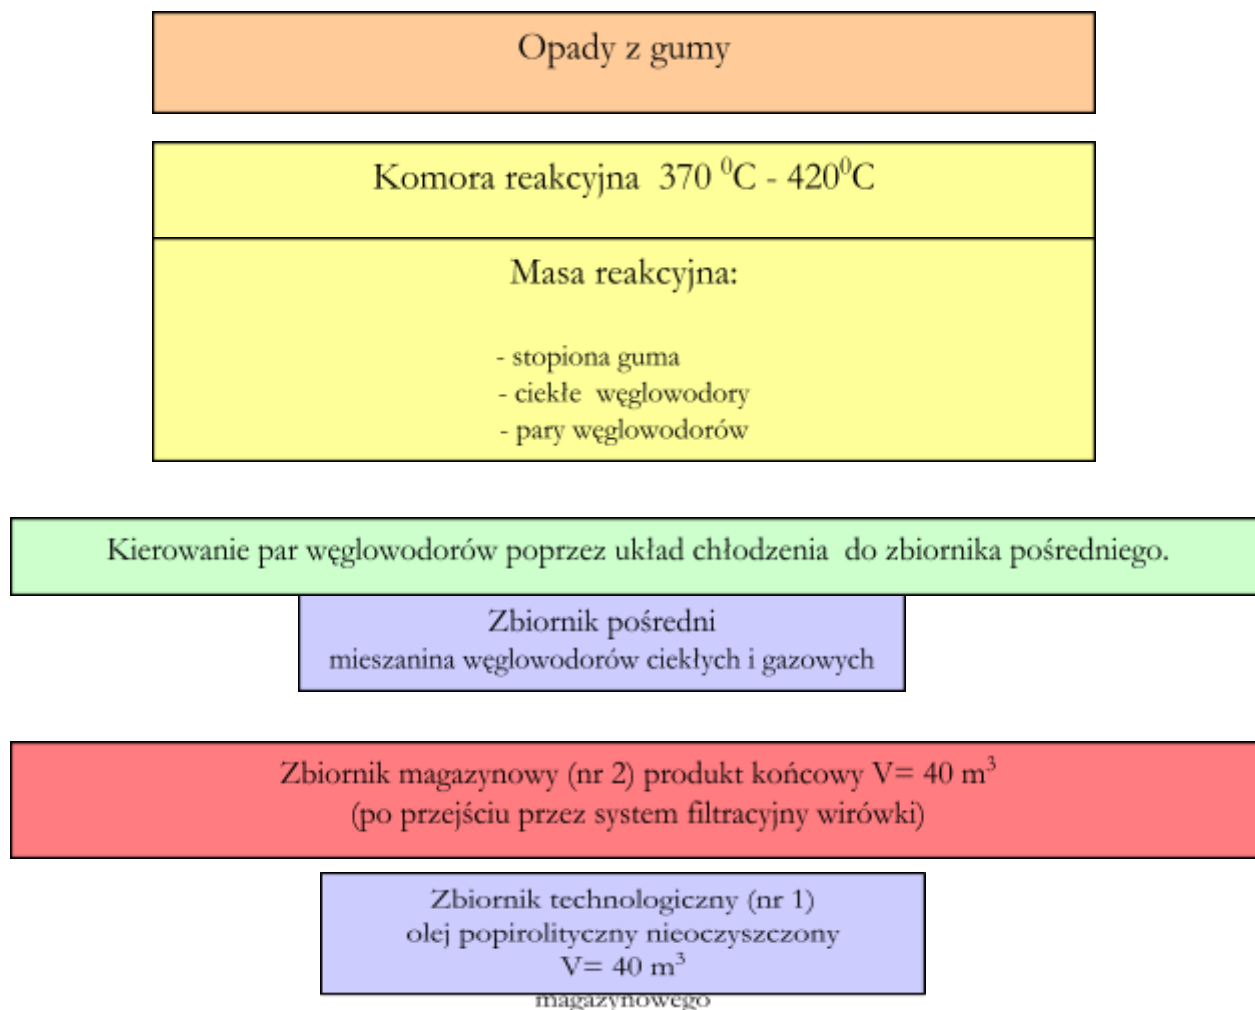 Opady z gumy
Komora reakcyjna 370 ⁰C - 420⁰C
Masa reakcyjna:
- stopiona guma
- ciekłe węglowodory
- pary węglowodorów
Kierowanie par węglowodorów poprzez układ chłodzenia do zbiornika pośredniego.
Zbiornik pośredni
mieszanina węglowodorów ciekłych i gazowych
Zbiornik magazynowy (nr 2) produkt końcowy V= 40 m³
(po przejściu przez system filtracyjny wirówki)
Zbiornik technologiczny (nr 1)
olej popirolityczny nieoczyszczony
V= 40 m³
magazynowego